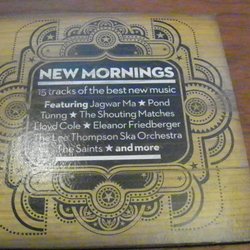 NEW MORNINGS
15 tracks of the best new music
Featuring Jagwar Ma ★ Pond
Tunng ★ The Shouting Matches
Lloyd Cole ★ Eleanor Friedberger
The Lee Thompson Ska Orchestra
The Saints ★ and more